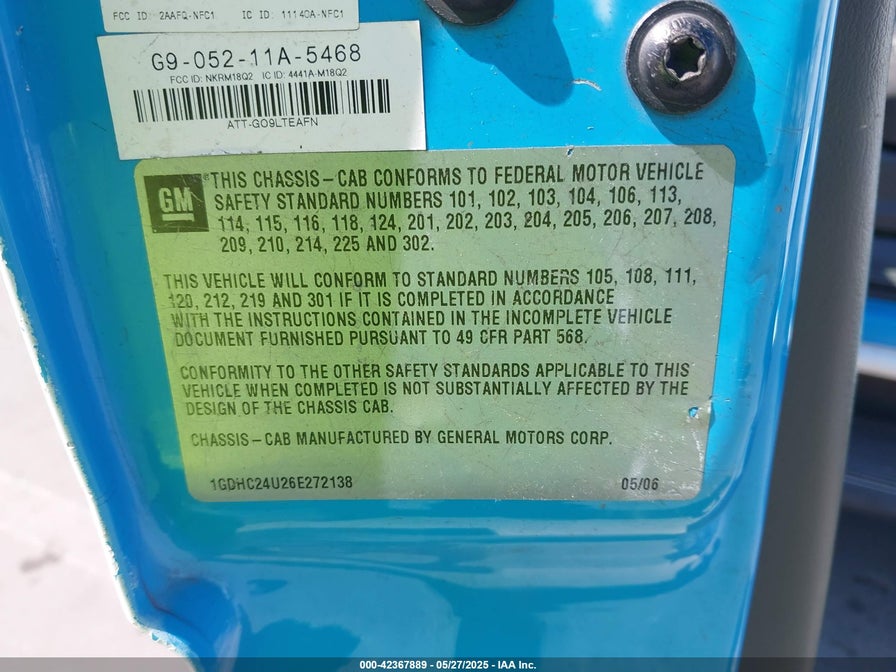 FCC ID: 2AAFQ-NFC1 IC ID: 11140A-NFC1
G9-052-11A-5468
FCC ID: NKRM18Q2 IC ID: 4441A-M18Q2
ATT-GO9LTEAFN
GM
® THIS CHASSIS-CAB CONFORMS TO FEDERAL MOTOR VEHICLE
SAFETY STANDARD NUMBERS 101, 102, 103, 104, 106, 113,
114, 115, 116, 118, 124, 201, 202, 203, 204, 205, 206, 207, 208,
209, 210, 214, 225 AND 302.
THIS VEHICLE WILL CONFORM TO STANDARD NUMBERS 105, 108, 111,
120, 212, 219 AND 301 IF IT IS COMPLETED IN ACCORDANCE
WITH THE INSTRUCTIONS CONTAINED IN THE INCOMPLETE VEHICLE
DOCUMENT FURNISHED PURSUANT TO 49 CFR PART 568.
CONFORMITY TO THE OTHER SAFETY STANDARDS APPLICABLE TO THIS
VEHICLE WHEN COMPLETED IS NOT SUBSTANTIALLY AFFECTED BY THE
DESIGN OF THE CHASSIS CAB.
CHASSIS-CAB MANUFACTURED BY GENERAL MOTORS CORP.
1GDHC24U26E272138 05/06
000-42367889 - 05/27/2025 - IAA Inc.